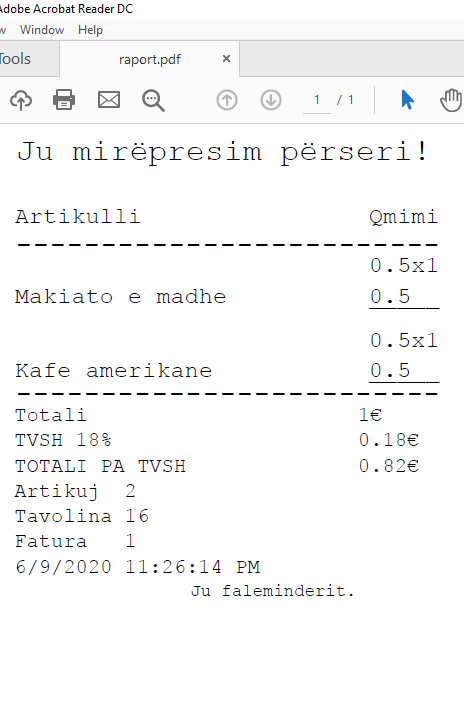 Adobe Acrobat Reader DC
Window Help
Tools raport.pdf ×
1 / 1
Ju mirëpresim përseri!
Artikulli Qmimi
0.5x1
Makiato e madhe 0.5
0.5x1
Kafe amerikane 0.5
Totali 1€
TVSH 18% 0.18€
TOTALI PA TVSH 0.82€
Artikuj 2
Tavolina 16
Fatura 1
6/9/2020 11:26:14 PM
Ju faleminderit.